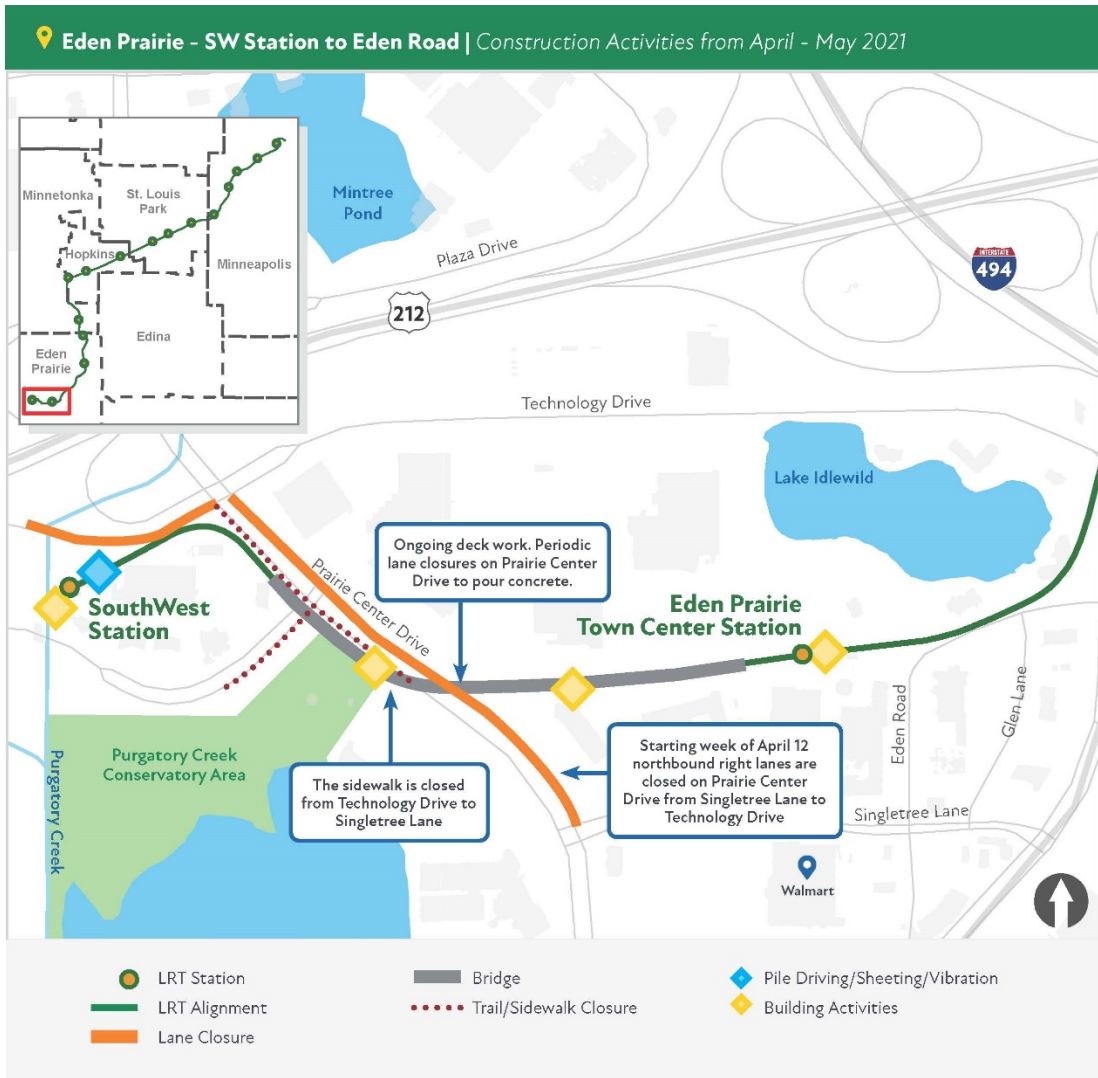 Eden Prairie - SW Station to Eden Road | Construction Activities from April - May 2021
Minnetonka
St. Louis
Park
Hopkins
Minneapolis
Edina
Eden
Prairie
Mintree
Pond
Plaza Drive
INTERSTATE
494
212
Technology Drive
Lake Idlewild
Ongoing deck work. Periodic
lane closures on Prairie Center
Drive to pour concrete.
Prairie Center Drive
SouthWest
Station
Eden Prairie
Town Center Station
Eden Road
Glen Lane
Purgatory Creek
Conservatory Area
Purgatory Creek
The sidewalk is closed
from Technology Drive to
Singletree Lane
Starting week of April 12
northbound right lanes are
closed on Prairie Center
Drive from Singletree Lane to
Technology Drive
Singletree Lane
Walmart
LRT Station
LRT Alignment
Lane Closure
Bridge
Trail/Sidewalk Closure
Pile Driving/Sheeting/Vibration
Building Activities